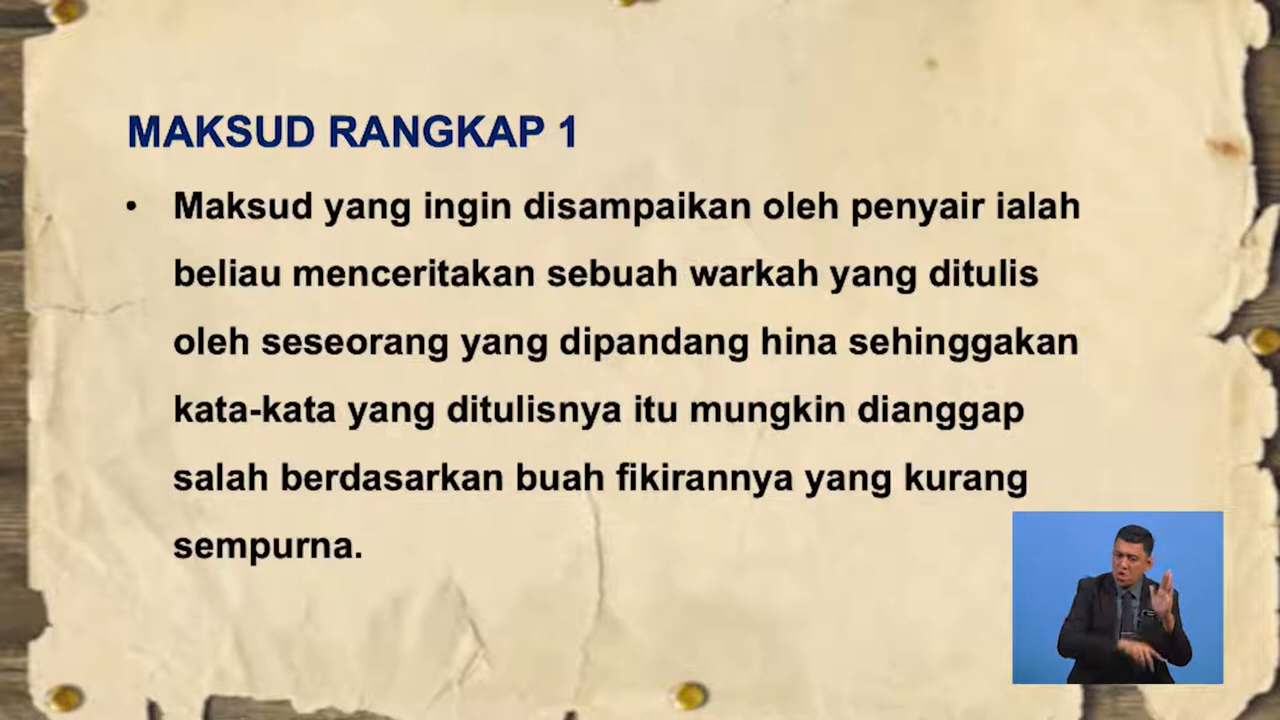 MAKSUD RANGKAP 1
• Maksud yang ingin disampaikan oleh penyair ialah
beliau menceritakan sebuah warkah yang ditulis
oleh seseorang yang dipandang hina sehinggakan
kata-kata yang ditulisnya itu mungkin dianggap
salah berdasarkan buah fikirannya yang kurang
sempurna.